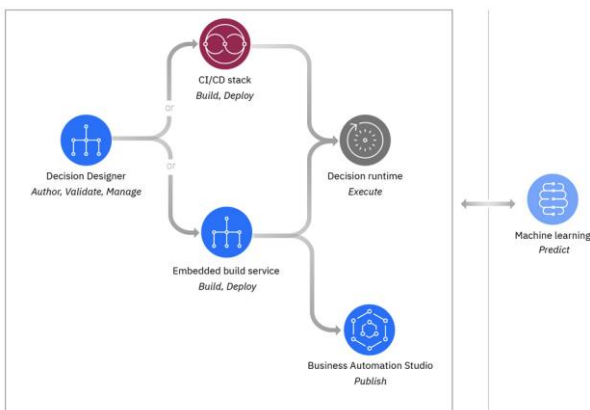 CI/CD stack
Build, Deploy
or
Decision Designer
Author, Validate, Manage
or
Decision runtime
Execute
Embedded build service
Build, Deploy
Machine learning
Predict
Business Automation Studio
Publish